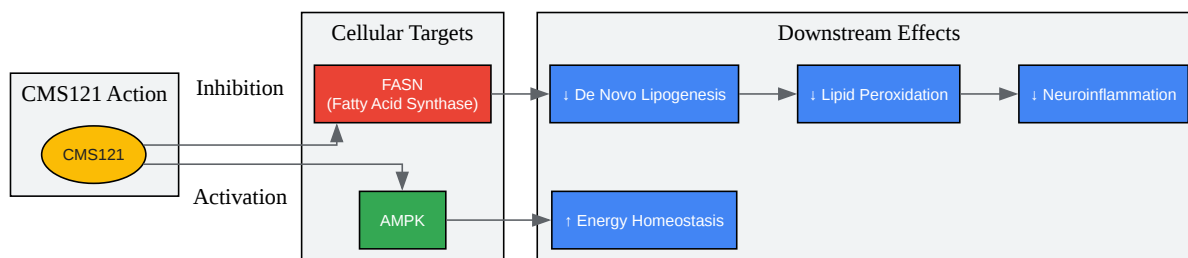 CMS121 Action
CMS121
Inhibition
Activation
Cellular Targets
FASN
(Fatty Acid Synthase)
AMPK
Downstream Effects
↓ De Novo Lipogenesis
↓ Lipid Peroxidation
↓ Neuroinflammation
↑ Energy Homeostasis